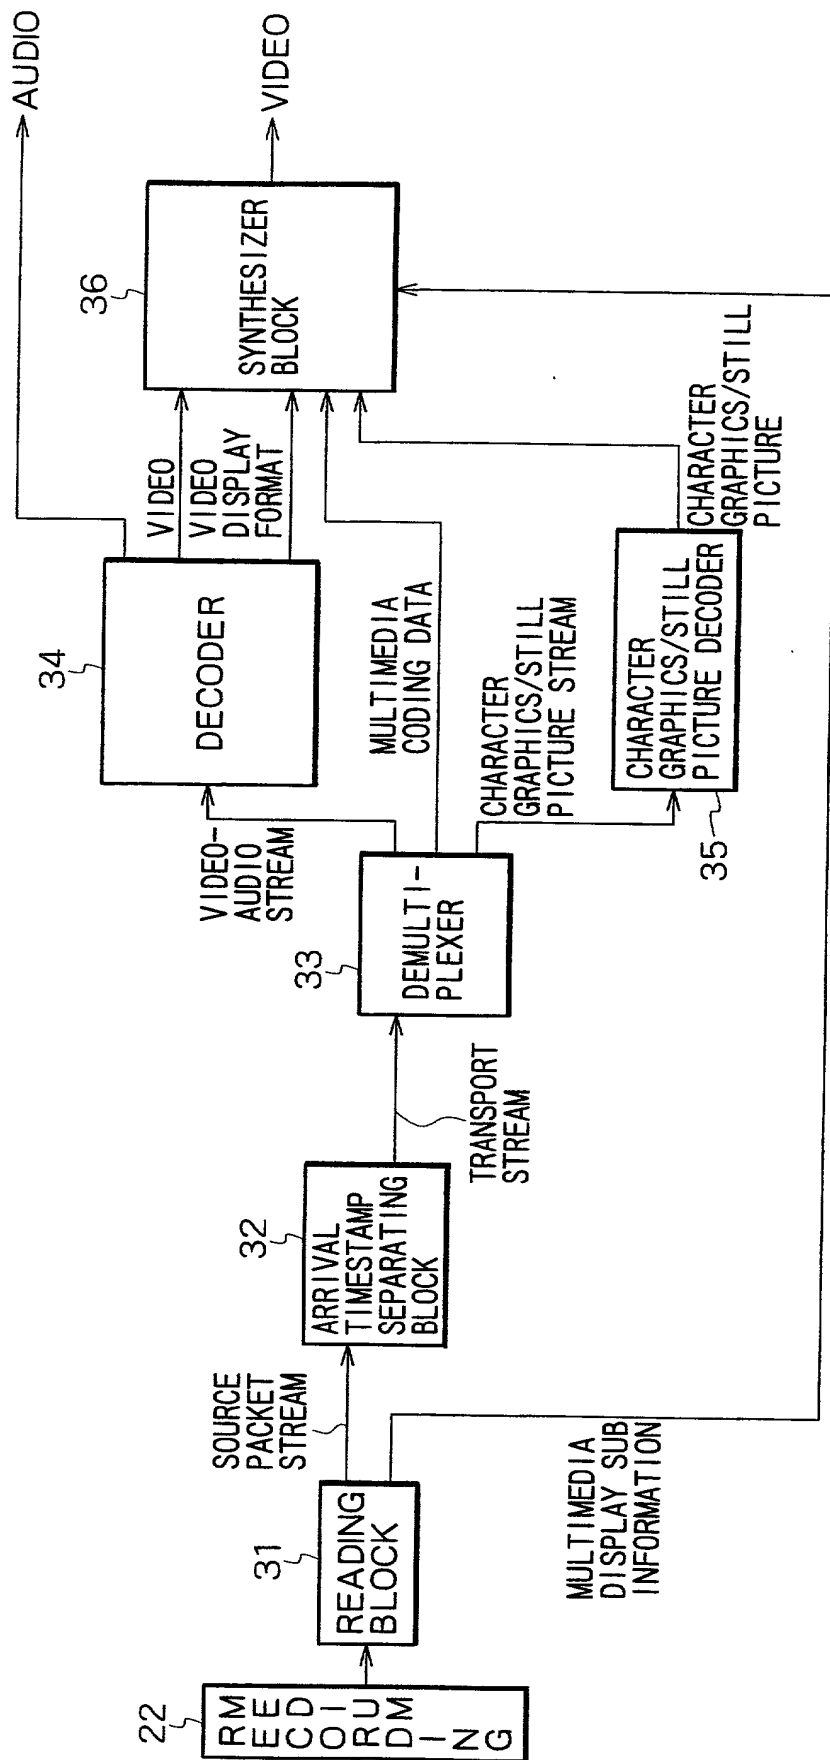 22
RECORDING
MEDIUM
31
READING
BLOCK
SOURCE
PACKET
STREAM
MULTIMEDIA
DISPLAY SUB
INFORMATION
32
ARRIVAL
TIMESTAMP
SEPARATING
BLOCK
TRANSPORT
STREAM
33
DEMULTI-
PLEXER
VIDEO-
AUDIO
STREAM
MULTIMEDIA
CODING DATA
CHARACTER
GRAPHICS/STILL
PICTURE STREAM
34
DECODER
35
CHARACTER
GRAPHICS/STILL
PICTURE DECODER
VIDEO
VIDEO
DISPLAY
FORMAT
CHARACTER
GRAPHICS/STILL
PICTURE
36
SYNTHESIZER
BLOCK
AUDIO
VIDEO